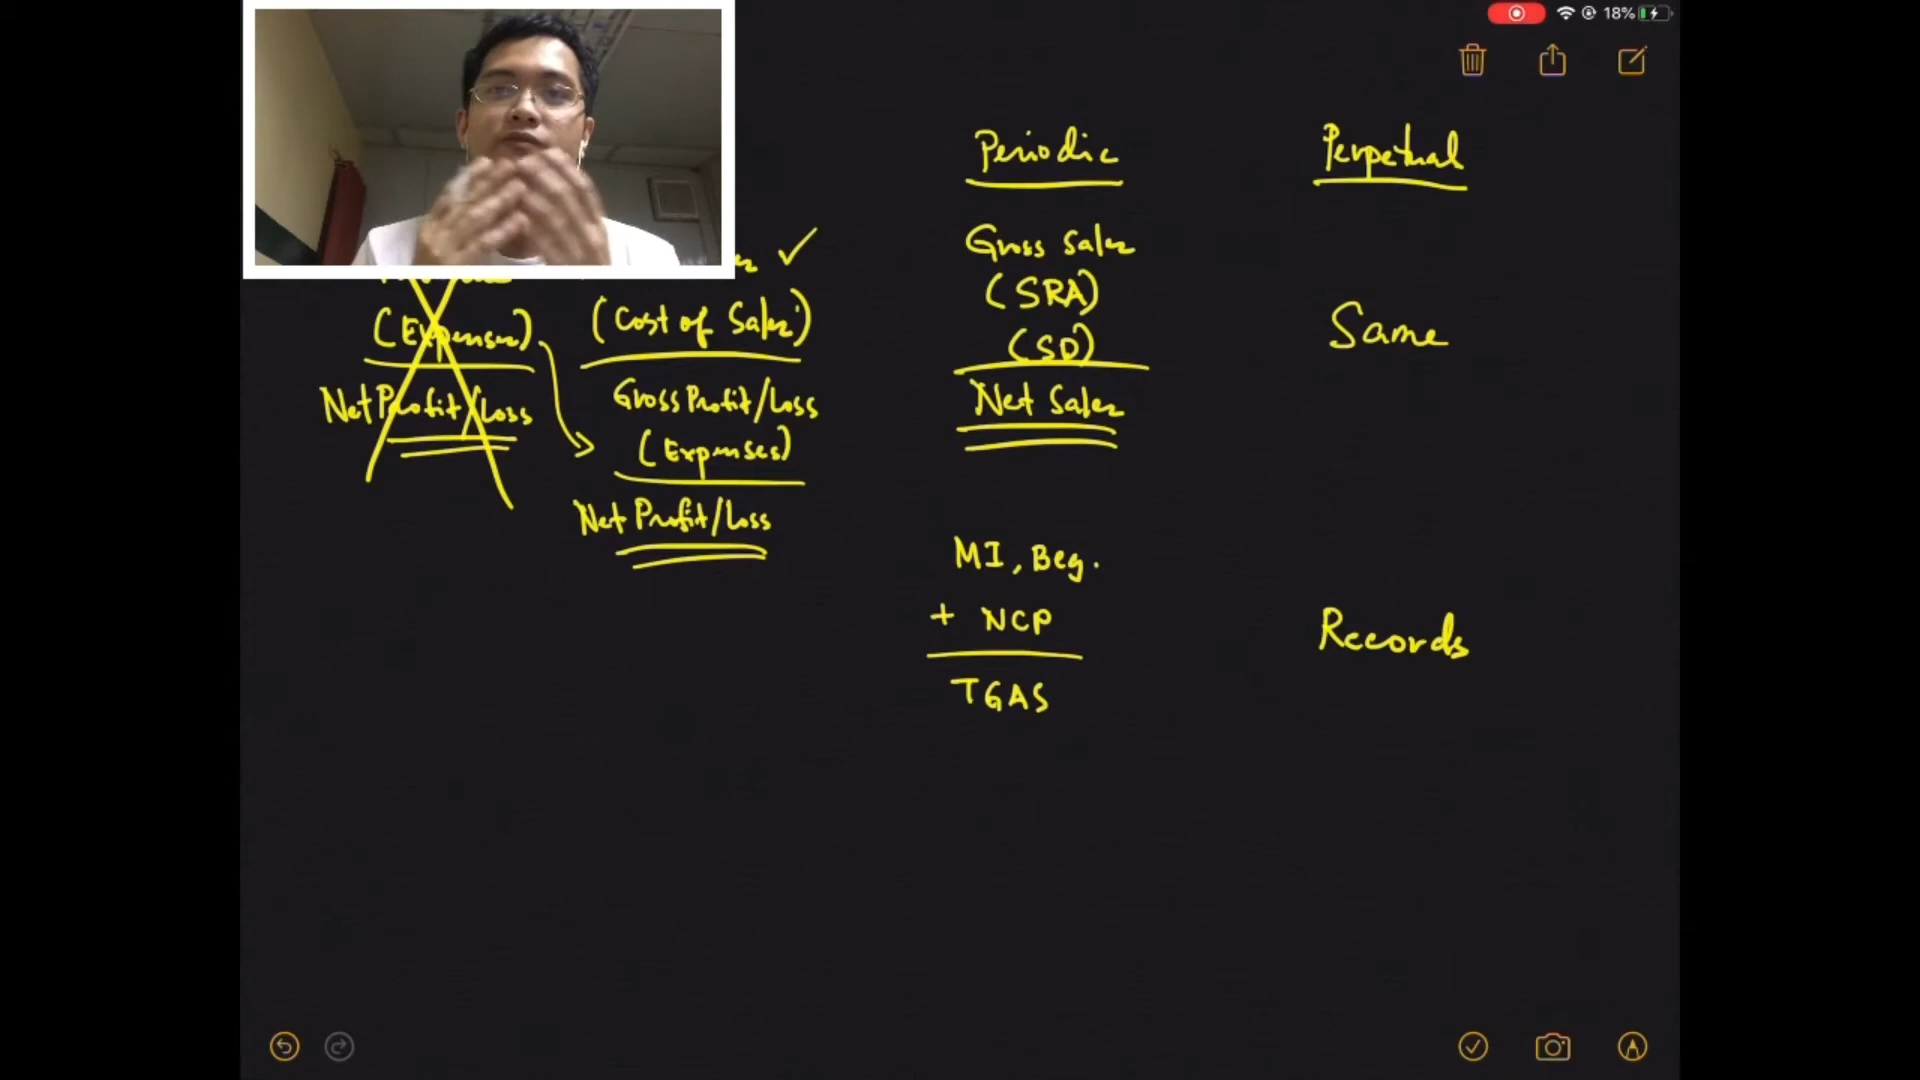 18%
Periodic
Perpetual
Gross Sales
(SRA)
(SD)
Net Sales
Same
(Expenses)
Net Profit/Loss
(Cost of Sales)
Gross Profit/Loss
(Expenses)
Net Profit/Loss
MI, Beg.
+ NCP
TGAS
Records